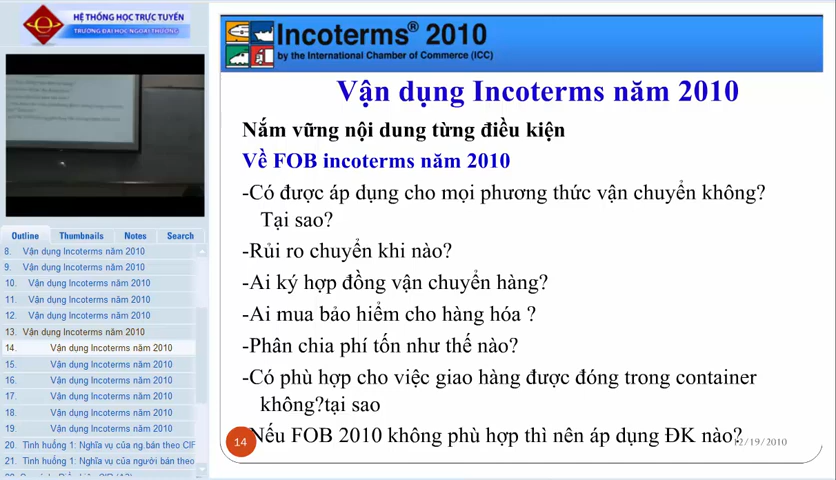 HỆ THỐNG HỌC TRỰC TUYẾN
TRƯỜNG ĐẠI HỌC NGOẠI THƯƠNG
Outline Thumbnails Notes Search
8. Vận dụng Incoterms năm 2010
9. Vận dụng Incoterms năm 2010
10. Vận dụng Incoterms năm 2010
11. Vận dụng Incoterms năm 2010
12. Vận dụng Incoterms năm 2010
13. Vận dụng Incoterms năm 2010
14. Vận dụng Incoterms năm 2010
15. Vận dụng Incoterms năm 2010
16. Vận dụng Incoterms năm 2010
17. Vận dụng Incoterms năm 2010
18. Vận dụng Incoterms năm 2010
19. Vận dụng Incoterms năm 2010
20. Tình huống 1: Nghĩa vụ của ng bán theo CIF
21. Tình huống 1: Nghĩa vụ của người bán theo
Incoterms® 2010
by the International Chamber of Commerce (ICC)
Vận dụng Incoterms năm 2010
Nắm vững nội dung từng điều kiện
Về FOB incoterms năm 2010
-Có được áp dụng cho mọi phương thức vận chuyển không?
Tại sao?
-Rủi ro chuyển khi nào?
-Ai ký hợp đồng vận chuyển hàng?
-Ai mua bảo hiểm cho hàng hóa ?
-Phân chia phí tốn như thế nào?
-Có phù hợp cho việc giao hàng được đóng trong container
không?tại sao
Nếu FOB 2010 không phù hợp thì nên áp dụng ĐK nào?
14
12/19/2010